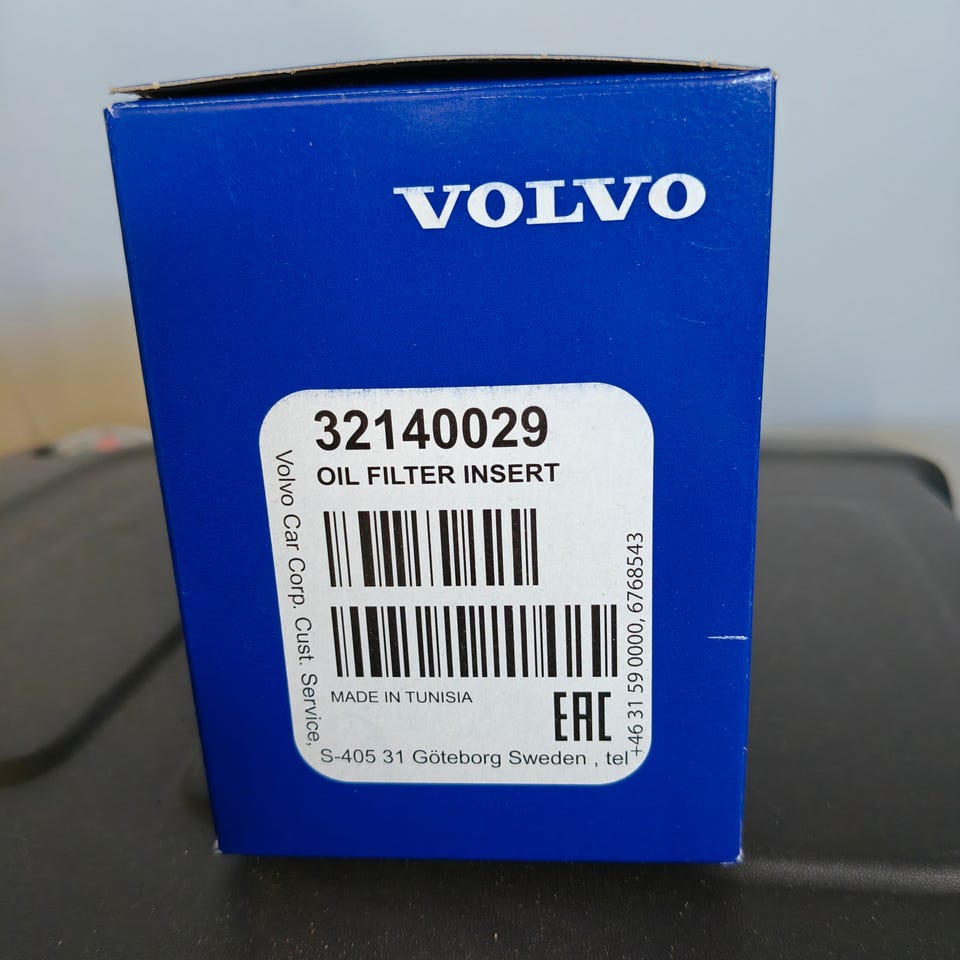 VOLVO
32140029
OIL FILTER INSERT
MADE IN TUNISIA
EAC
Volvo Car Corp. Cust. Service,
S-405 31 Göteborg Sweden , tel
+46 31 59 0000, 6768543